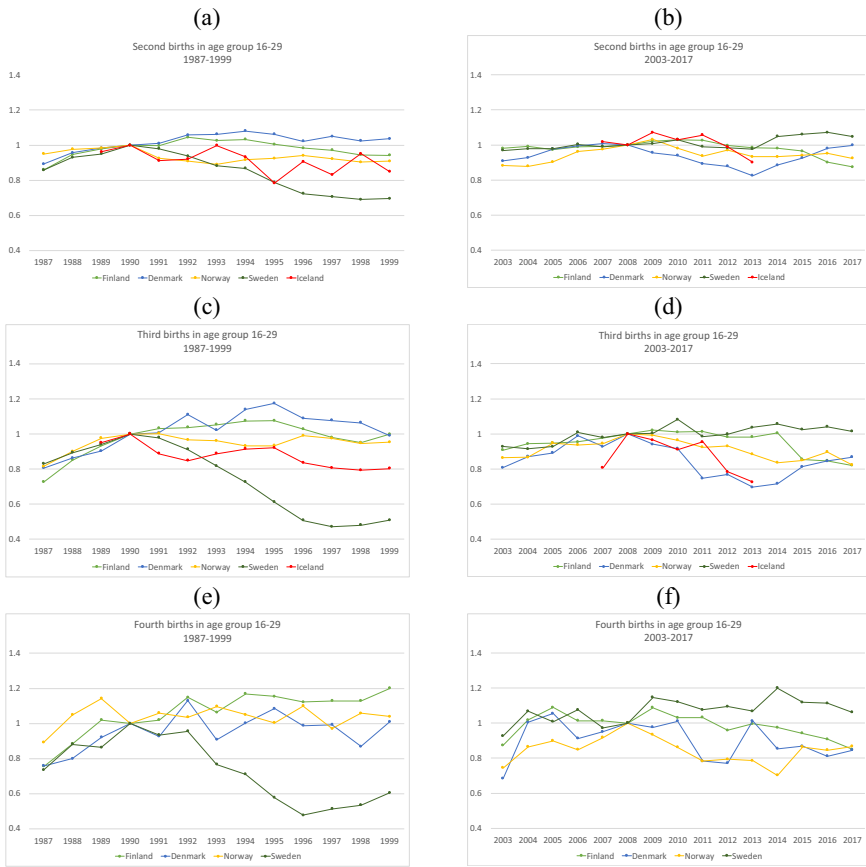 (a)
Second births in age group 16-29
1987-1999
1.4
1.2
1
0.8
0.6
0.4
1987 1988 1989 1990 1991 1992 1993 1994 1995 1996 1997 1998 1999
Finland Denmark Norway Sweden Iceland
(b)
Second births in age group 16-29
2003-2017
1.4
1.2
1
0.8
0.6
0.4
2003 2004 2005 2006 2007 2008 2009 2010 2011 2012 2013 2014 2015 2016 2017
Finland Denmark Norway Sweden Iceland
(c)
Third births in age group 16-29
1987-1999
1.4
1.2
1
0.8
0.6
0.4
1987 1988 1989 1990 1991 1992 1993 1994 1995 1996 1997 1998 1999
Finland Denmark Norway Sweden Iceland
(d)
Third births in age group 16-29
2003-2017
1.4
1.2
1
0.8
0.6
0.4
2003 2004 2005 2006 2007 2008 2009 2010 2011 2012 2013 2014 2015 2016 2017
Finland Denmark Norway Sweden Iceland
(e)
Fourth births in age group 16-29
1987-1999
1.4
1.2
1
0.8
0.6
0.4
1987 1988 1989 1990 1991 1992 1993 1994 1995 1996 1997 1998 1999
Finland Denmark Norway Sweden
(f)
Fourth births in age group 16-29
2003-2017
1.4
1.2
1
0.8
0.6
0.4
2003 2004 2005 2006 2007 2008 2009 2010 2011 2012 2013 2014 2015 2016 2017
Finland Denmark Norway Sweden